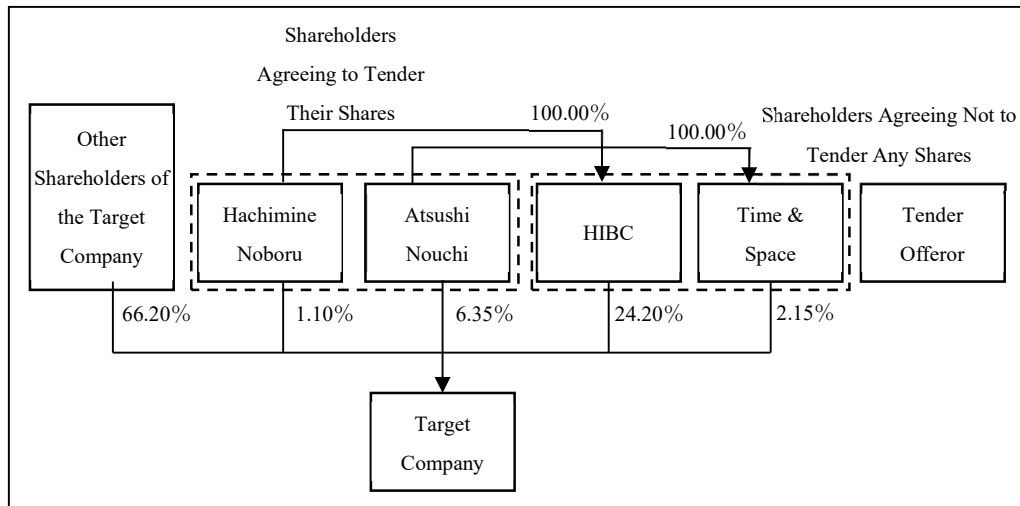 Shareholders
Agreeing to Tender
Their Shares
100.00%
100.00%
Shareholders Agreeing Not to
Tender Any Shares
Other
Shareholders of
the Target
Company
Hachimine
Noboru
Atsushi
Nouchi
HIBC
Time &
Space
Tender
Offeror
66.20%
1.10%
6.35%
24.20%
2.15%
Target
Company